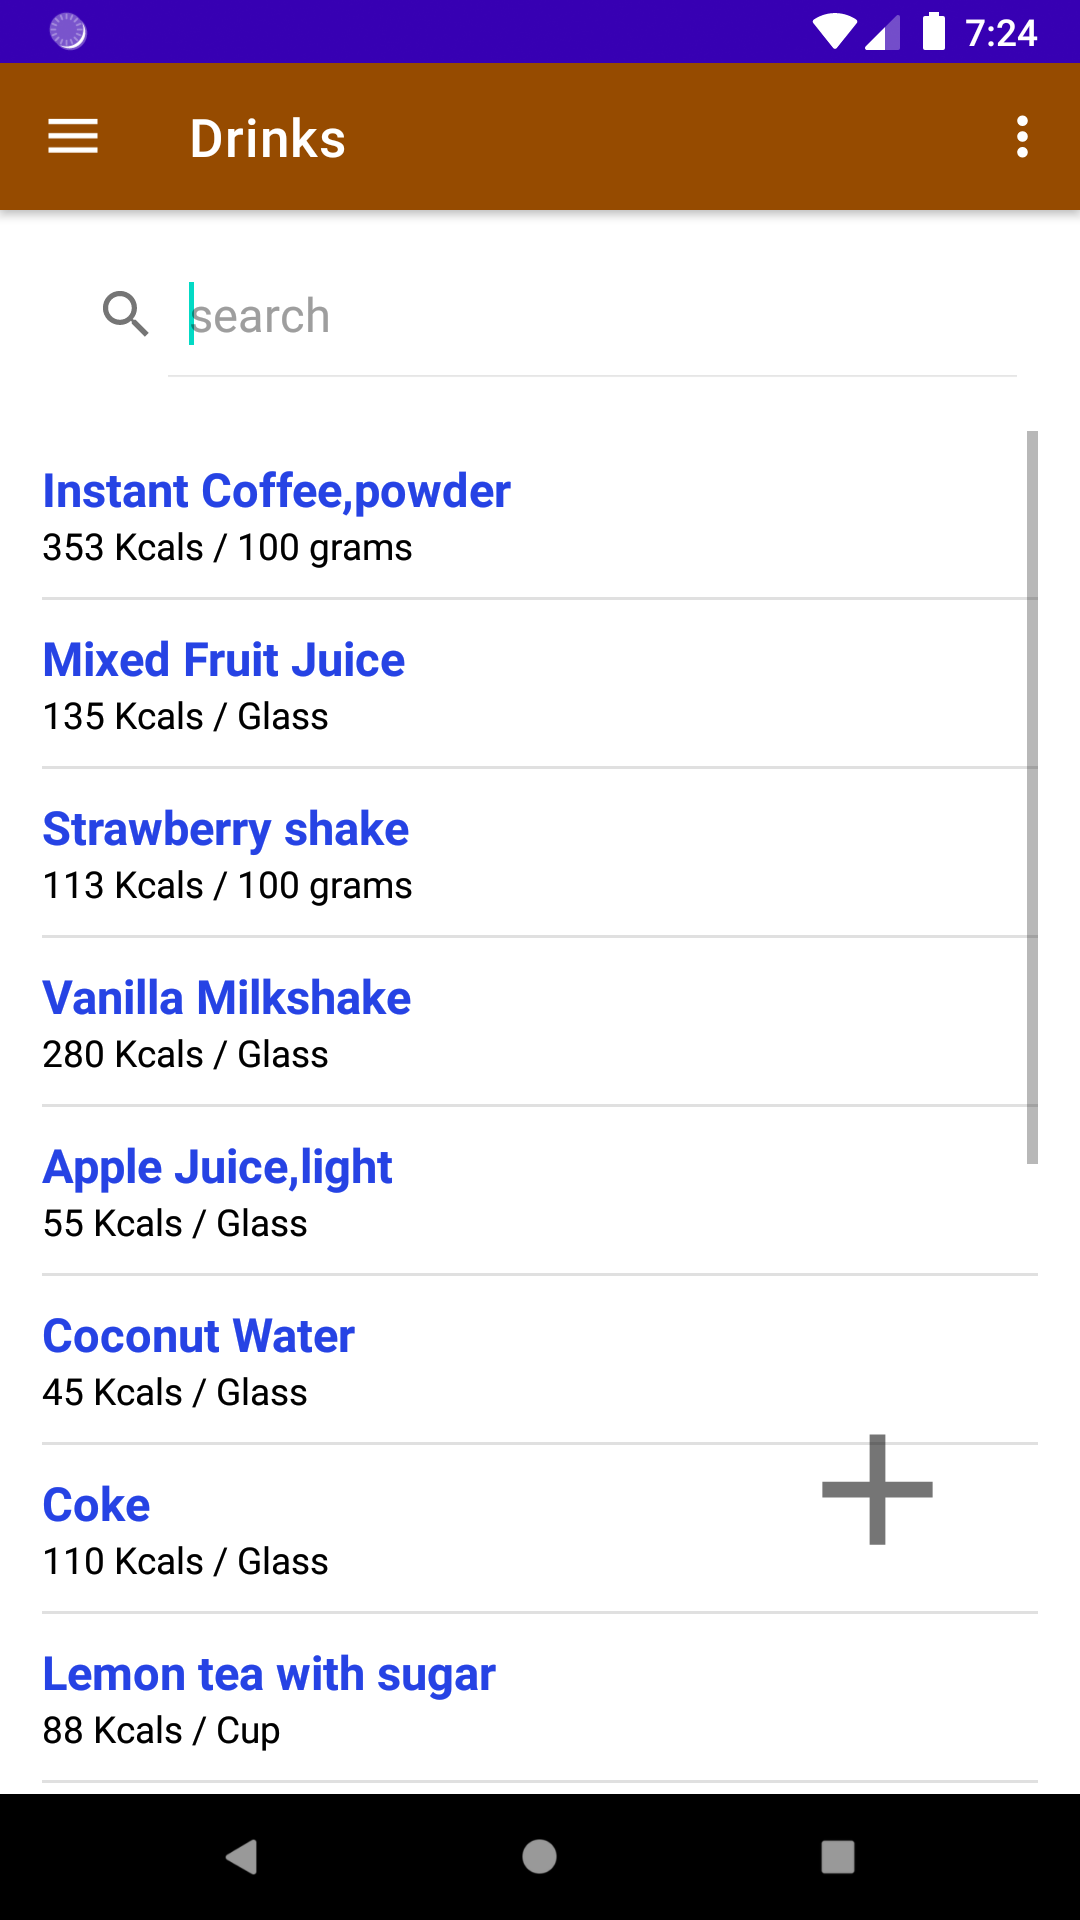 7:24
Drinks
search
Instant Coffee,powder
353 Kcals / 100 grams
Mixed Fruit Juice
135 Kcals / Glass
Strawberry shake
113 Kcals / 100 grams
Vanilla Milkshake
280 Kcals / Glass
Apple Juice,light
55 Kcals / Glass
Coconut Water
45 Kcals / Glass
Coke
110 Kcals / Glass
Lemon tea with sugar
88 Kcals / Cup